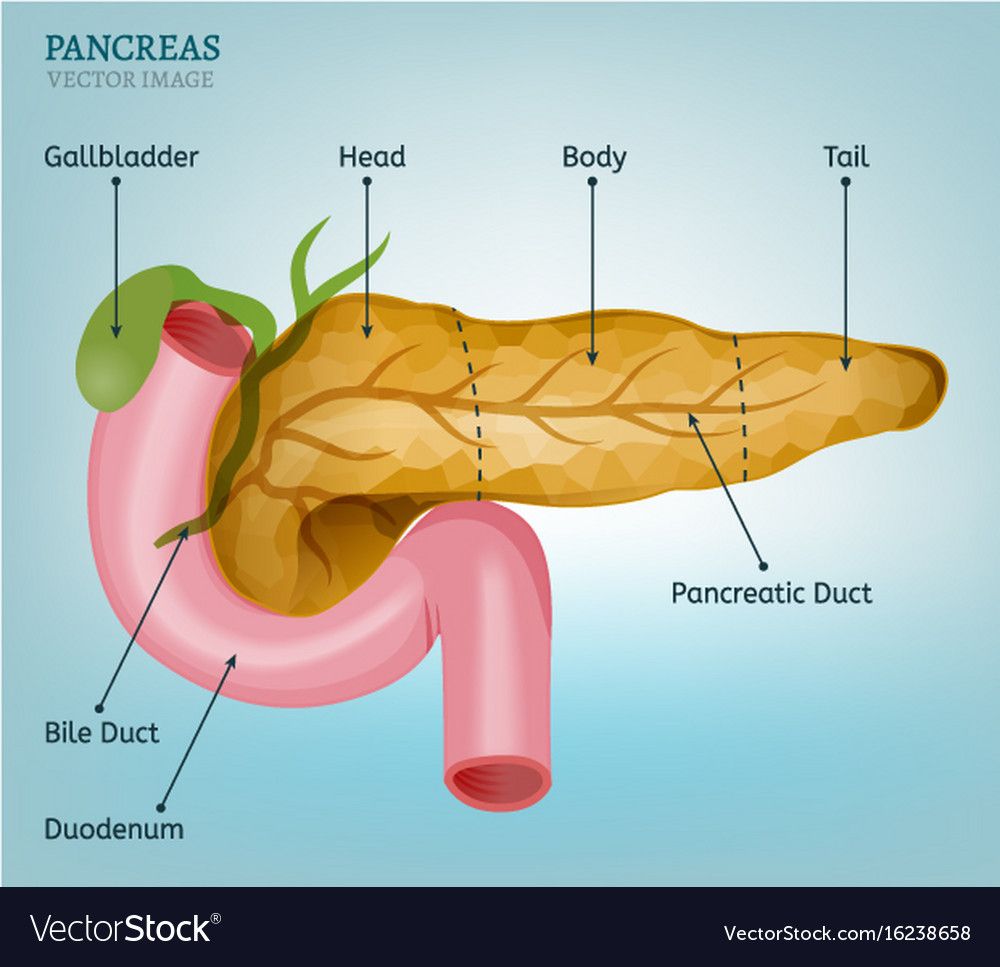 PANCREAS
VECTOR IMAGE
Gallbladder
Head
Body
Tail
Pancreatic Duct
Bile Duct
Duodenum
VectorStock®
VectorStock.com/16238658